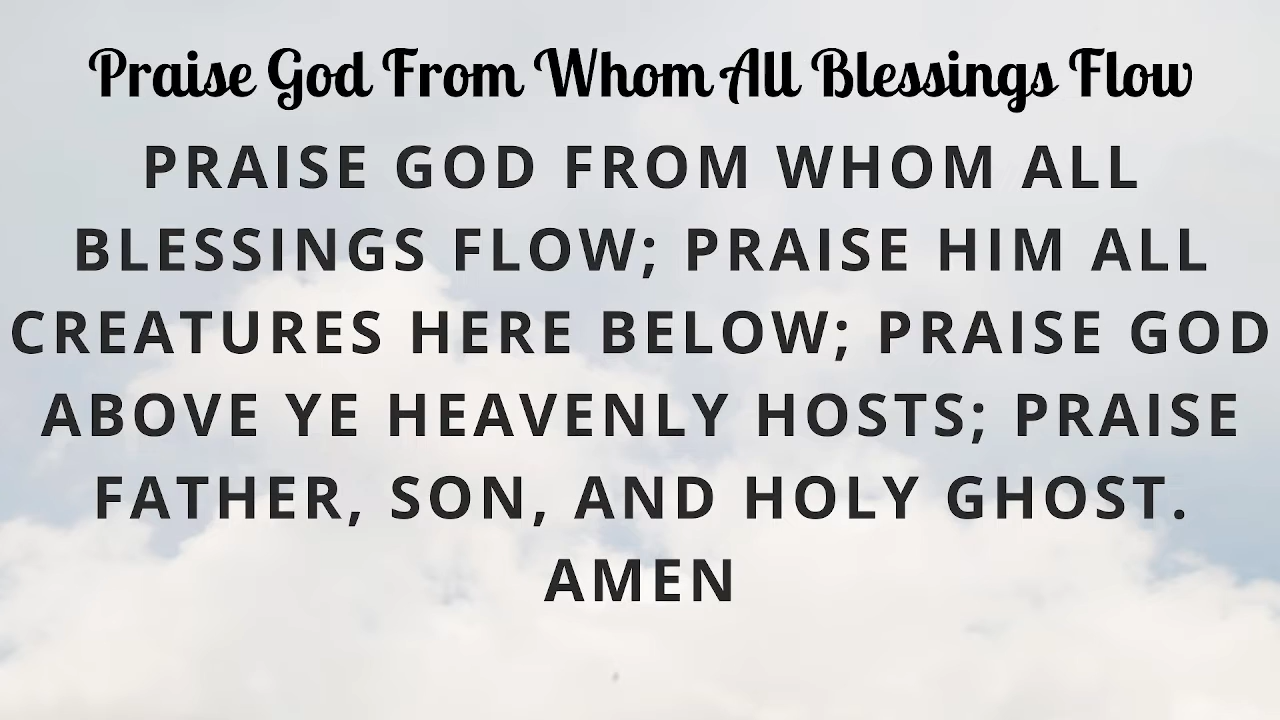 Praise God From Whom All Blessings Flow
PRAISE GOD FROM WHOM ALL
BLESSINGS FLOW; PRAISE HIM ALL
CREATURES HERE BELOW; PRAISE GOD
ABOVE YE HEAVENLY HOSTS; PRAISE
FATHER, SON, AND HOLY GHOST.
AMEN